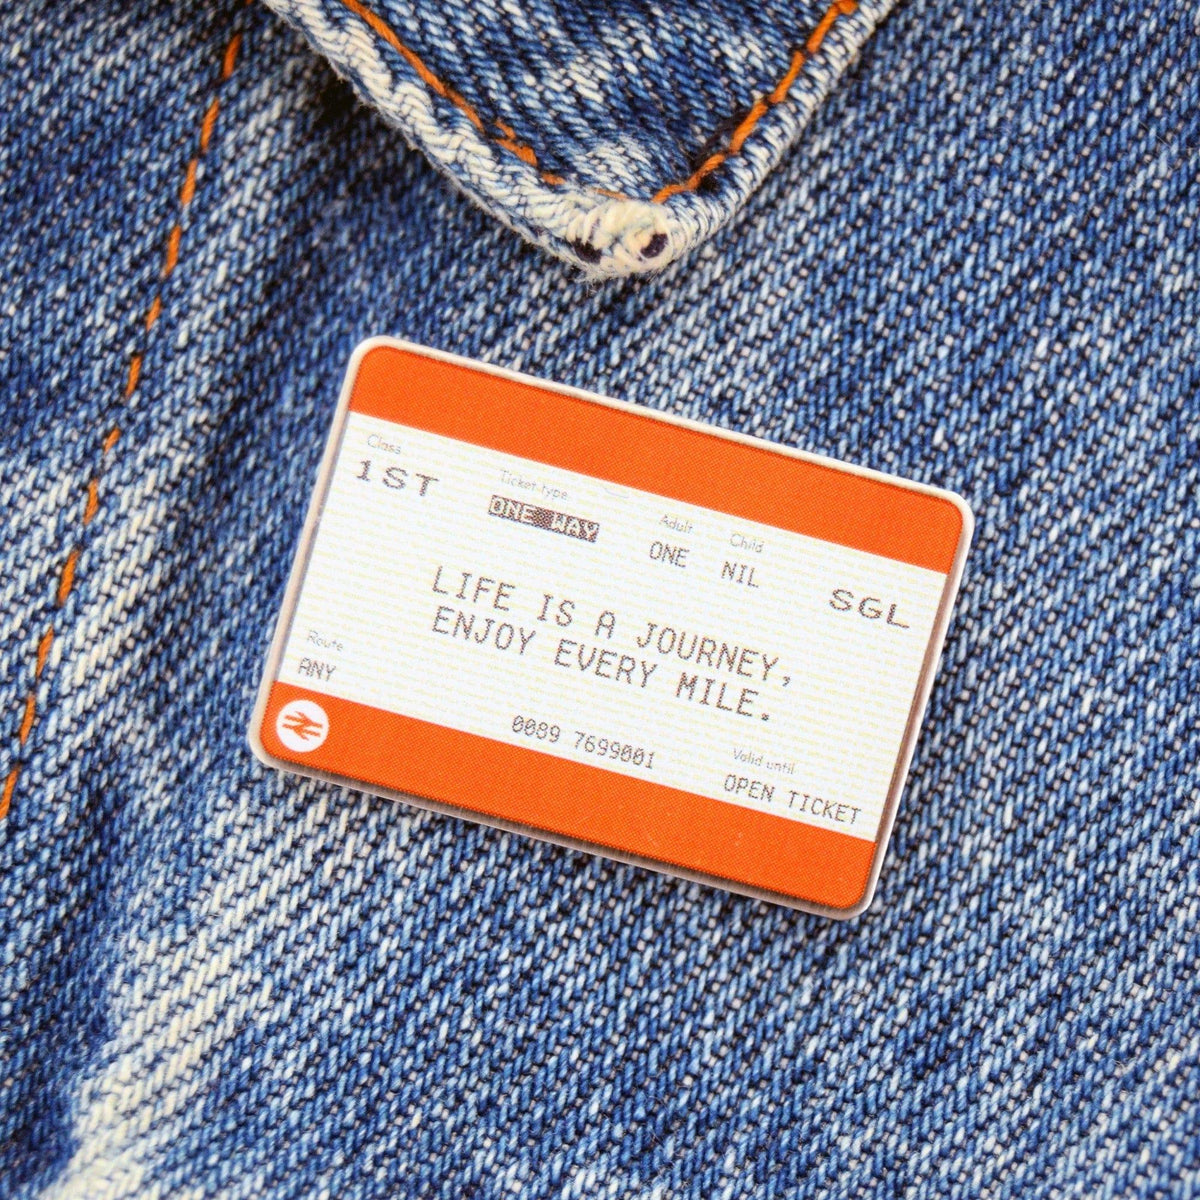 Class
1ST
Ticket type
ONE WAY
Adult
ONE
Child
NIL
SGL
LIFE IS A JOURNEY,
ENJOY EVERY MILE.
Route
ANY
0089 7699001
Valid until
OPEN TICKET